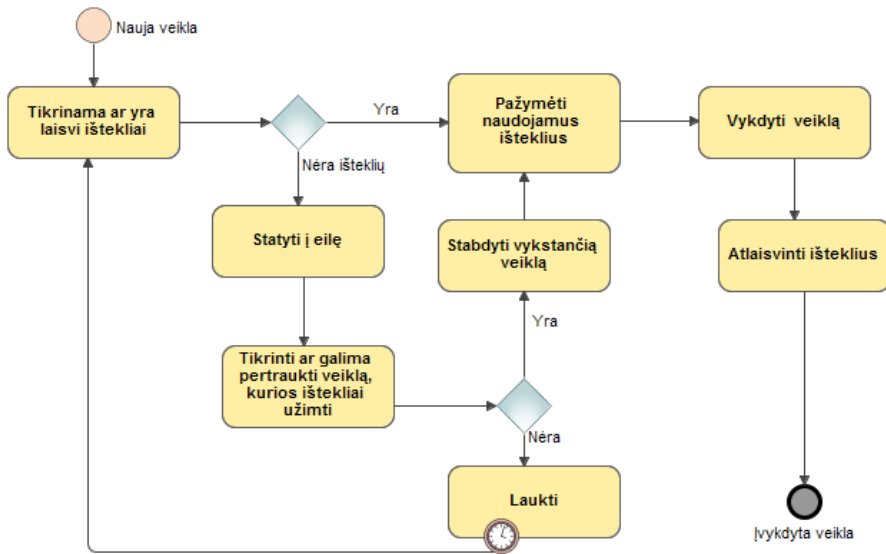 Nauja veikla
Tikrinama ar yra
laisvi ištekliai
Yra
Pažymėti
naudojamus
išteklius
Vykdyti veiklą
Nėra išteklių
Statyti į eilę
Stabdyti vykstančią
veiklą
Atlaisvinti išteklius
Yra
Tikrinti ar galima
pertraukti veiklą,
kurios ištekliai
užimti
Nėra
Laukti
Įvykdyta veikla